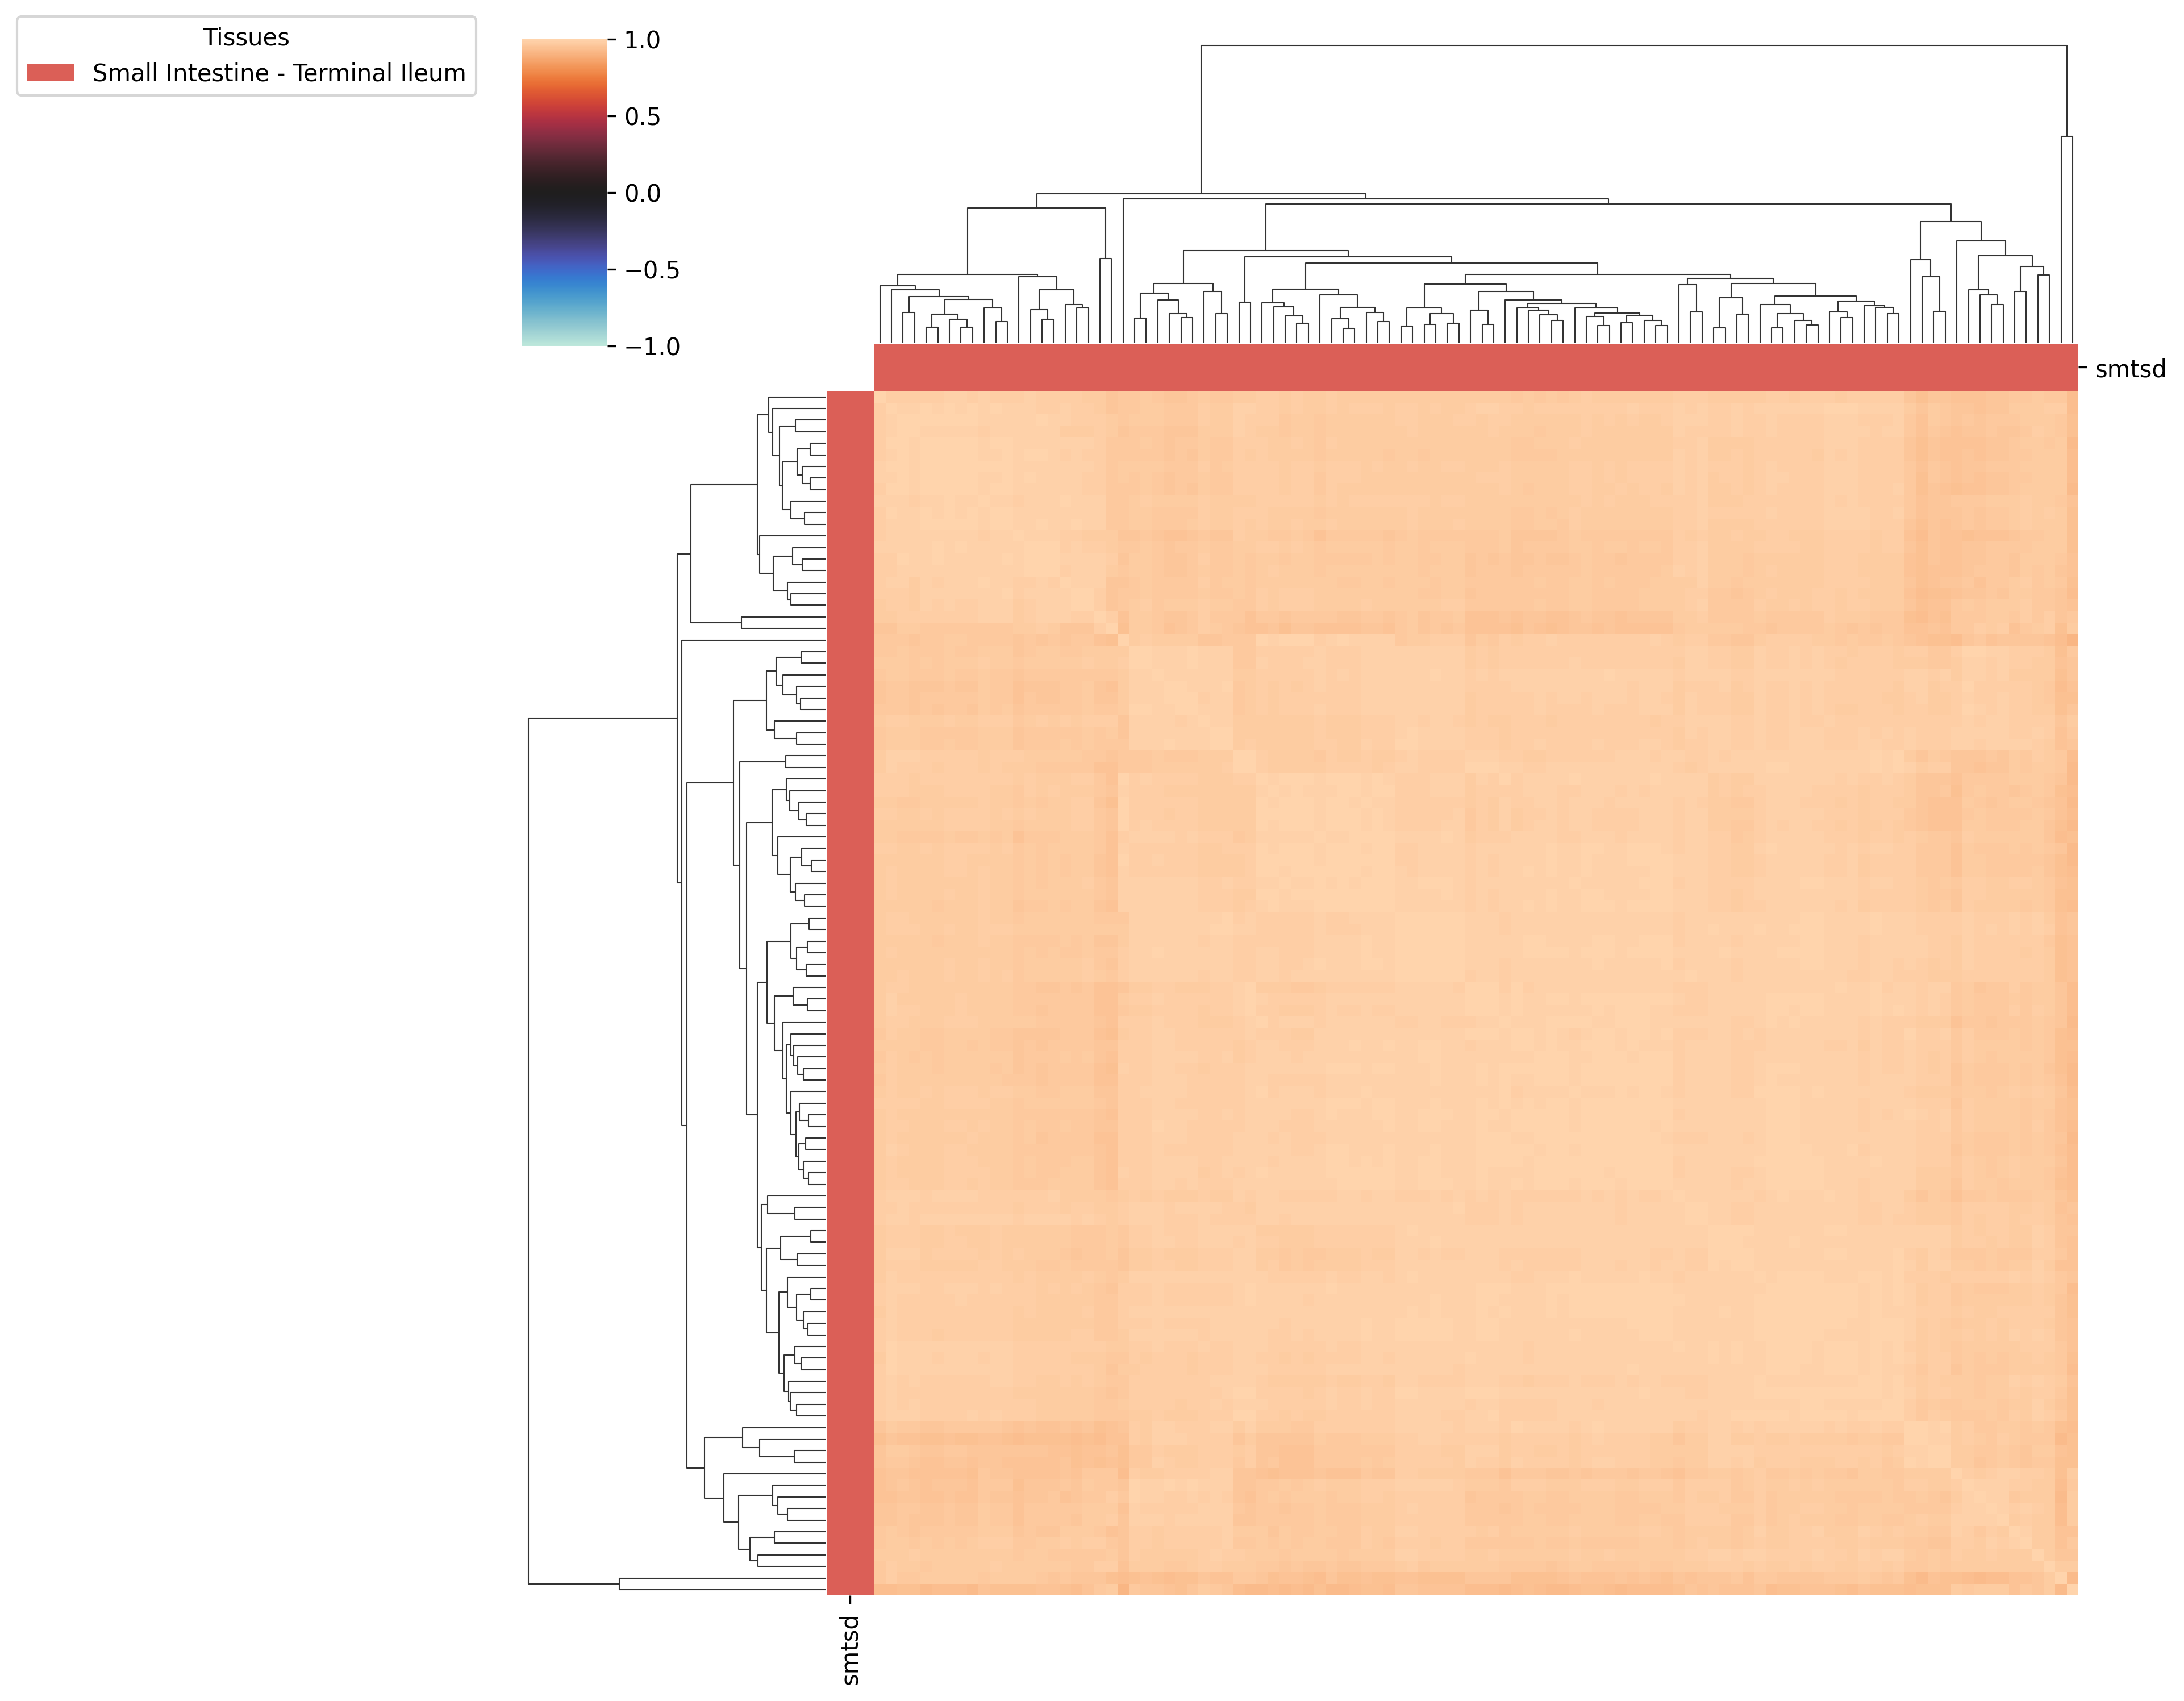 Tissues
Small Intestine - Terminal Ileum
1.0
0.5
0.0
−0.5
−1.0
smtsd
smtsd